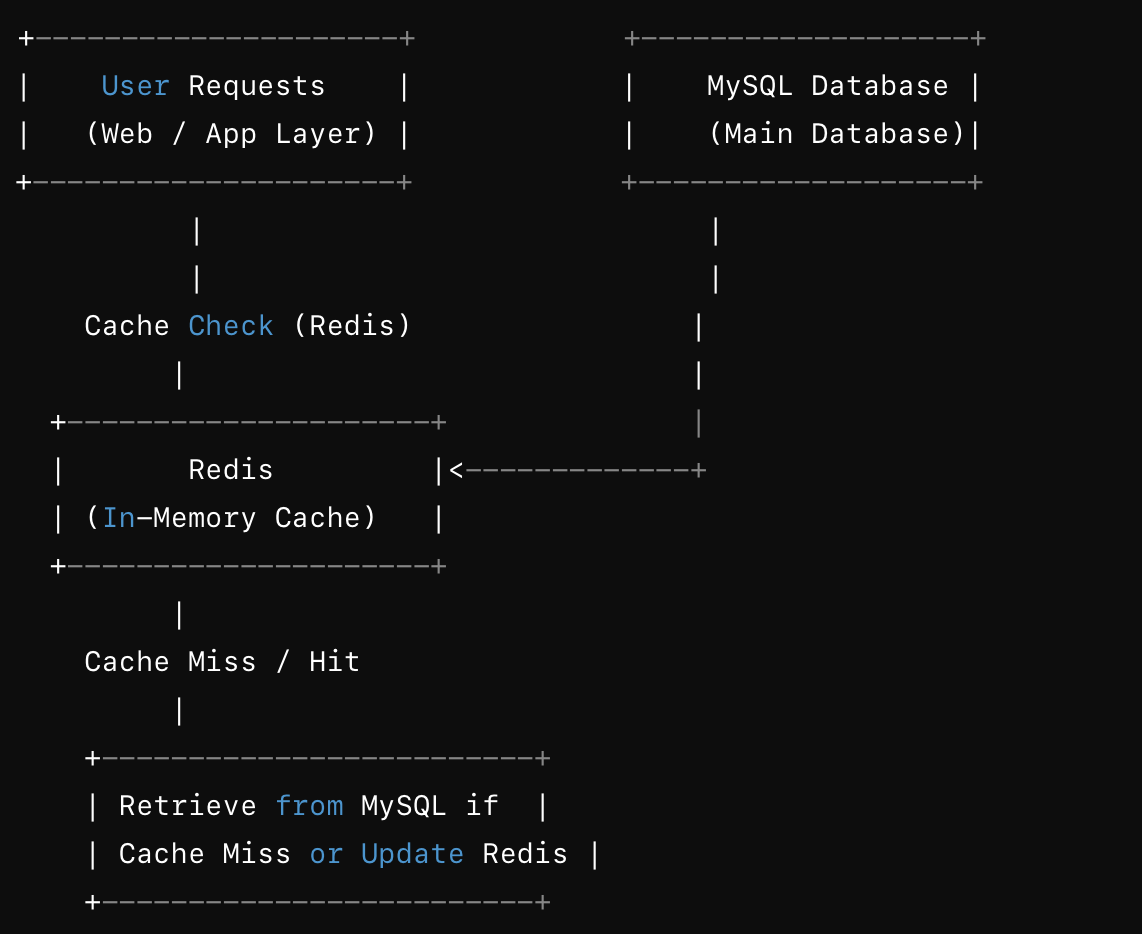 +---------------------+            +--------------------+
|    User Requests    |            |    MySQL Database |
|   (Web / App Layer) |            |    (Main Database)|
+---------------------+            +--------------------+
          |                             |
          |                             |
    Cache Check (Redis)                |
         |                             |
  +---------------------+              |
  |       Redis         |<-------------+
  | (In-Memory Cache)   |
  +---------------------+
         |
    Cache Miss / Hit
         |
    +-------------------------+
    | Retrieve from MySQL if  |
    | Cache Miss or Update Redis |
    +-------------------------+